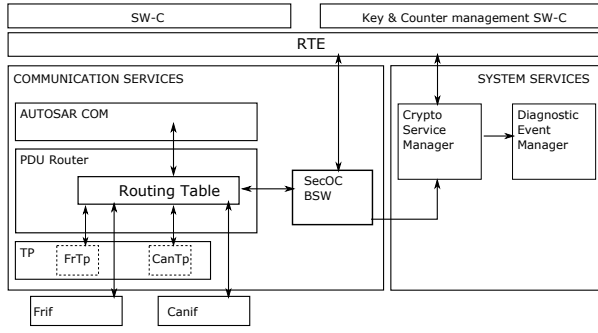 SW-C
Key & Counter management SW-C
RTE
COMMUNICATION SERVICES
SYSTEM SERVICES
AUTOSAR COM
PDU Router
Routing Table
SecOC
BSW
Crypto
Service
Manager
Diagnostic
Event
Manager
TP
FrTp
CanTp
Frif
Canif